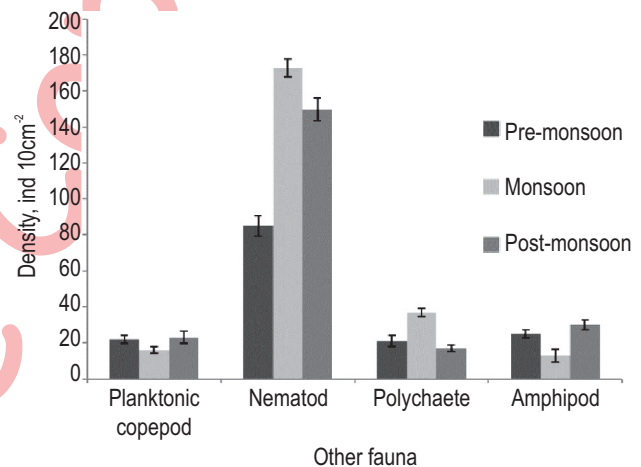 200
180
160
140
120
100
80
60
40
20
0
Density, ind 10cm-2
Pre-monsoon
Monsoon
Post-monsoon
Planktonic
copepod
Nematod
Polychaete
Amphipod
Other fauna